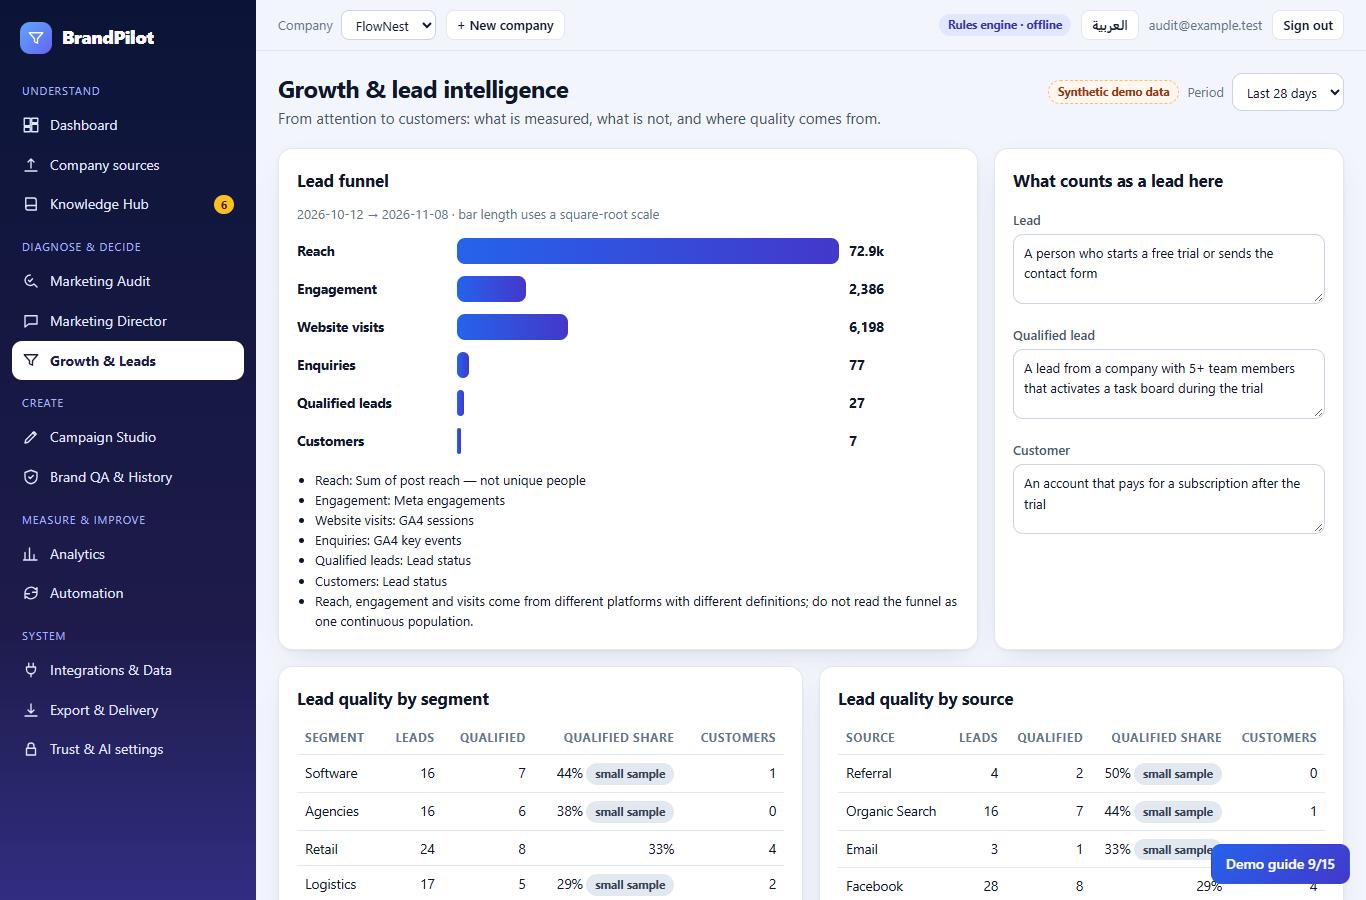 BrandPilot
UNDERSTAND
Dashboard
Company sources
Knowledge Hub 6
DIAGNOSE & DECIDE
Marketing Audit
Marketing Director
Growth & Leads
CREATE
Campaign Studio
Brand QA & History
MEASURE & IMPROVE
Analytics
Automation
SYSTEM
Integrations & Data
Export & Delivery
Trust & AI settings
Company FlowNest + New company Rules engine · offline العربية audit@example.test Sign out
Growth & lead intelligence
From attention to customers: what is measured, what is not, and where quality comes from.
Synthetic demo data Period Last 28 days
Lead funnel
2026-10-12 → 2026-11-08 · bar length uses a square-root scale
Reach 72.9k
Engagement 2,386
Website visits 6,198
Enquiries 77
Qualified leads 27
Customers 7
• Reach: Sum of post reach — not unique people
• Engagement: Meta engagements
• Website visits: GA4 sessions
• Enquiries: GA4 key events
• Qualified leads: Lead status
• Customers: Lead status
• Reach, engagement and visits come from different platforms with different definitions; do not read the funnel as
one continuous population.
What counts as a lead here
Lead
A person who starts a free trial or sends the
contact form
Qualified lead
A lead from a company with 5+ team members
that activates a task board during the trial
Customer
An account that pays for a subscription after the
trial
Lead quality by segment
SEGMENT LEADS QUALIFIED QUALIFIED SHARE CUSTOMERS
Software 16 7 44% small sample 1
Agencies 16 6 38% small sample 0
Retail 24 8 33% 4
Logistics 17 5 29% small sample 2
Lead quality by source
SOURCE LEADS QUALIFIED QUALIFIED SHARE CUSTOMERS
Referral 4 2 50% small sample 0
Organic Search 16 7 44% small sample 1
Email 3 1 33% small sample
Facebook 28 8 29% 4
Demo guide 9/15